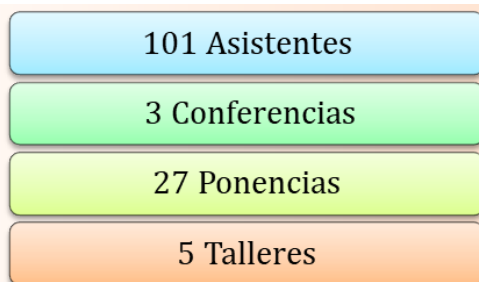 101 Asistentes
3 Conferencias
27 Ponencias
5 Talleres